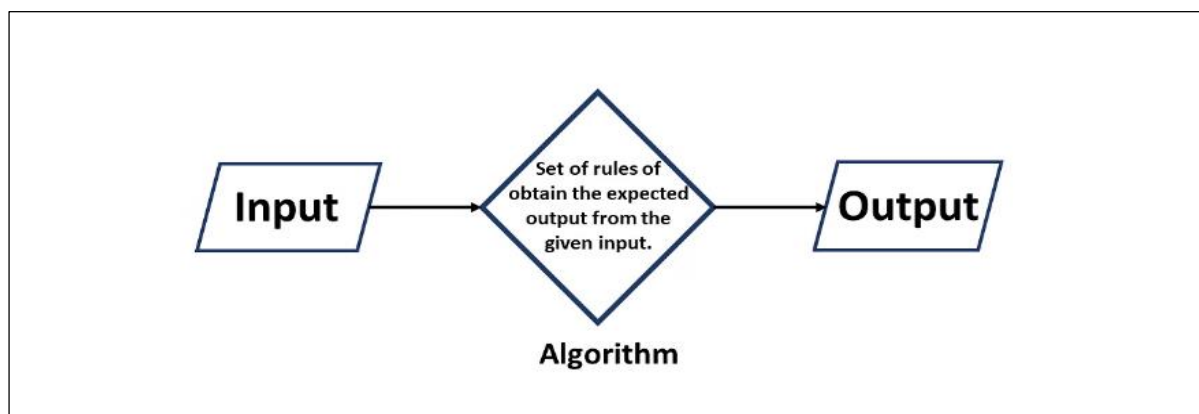 Input
Set of rules of
obtain the expected
output from the
given input.
Output
Algorithm